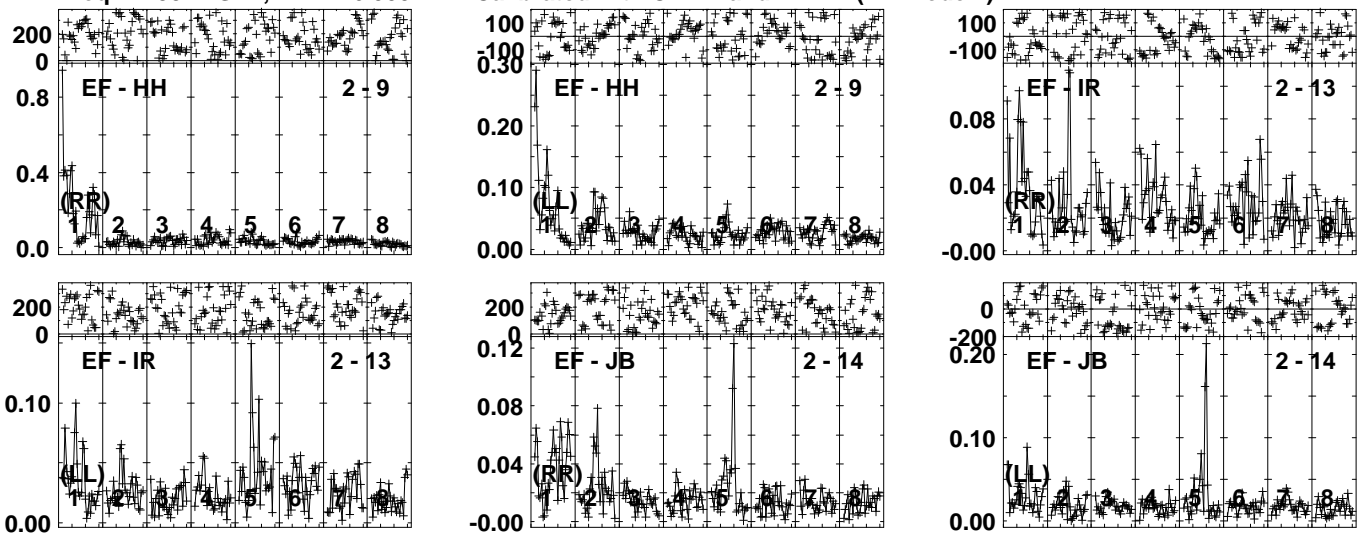 200
0
0.8
0.4
0.0
EF - HH 2 - 9
(RR)
1 2 3 4 5 6 7 8
100
-100
0.30
0.20
0.10
0.00
EF - HH 2 - 9
(LL)
1 2 3 4 5 6 7 8
100
-100
0.08
0.04
-0.00
EF - IR 2 - 13
(RR)
1 2 3 4 5 6 7 8
200
0
0.10
0.00
EF - IR 2 - 13
(LL)
1 2 3 4 5 6 7 8
200
0
0.12
0.08
0.04
-0.00
EF - JB 2 - 14
(RR)
1 2 3 4 5 6 7 8
0
-200
0.20
0.10
0.00
EF - JB 2 - 14
(LL)
1 2 3 4 5 6 7 8